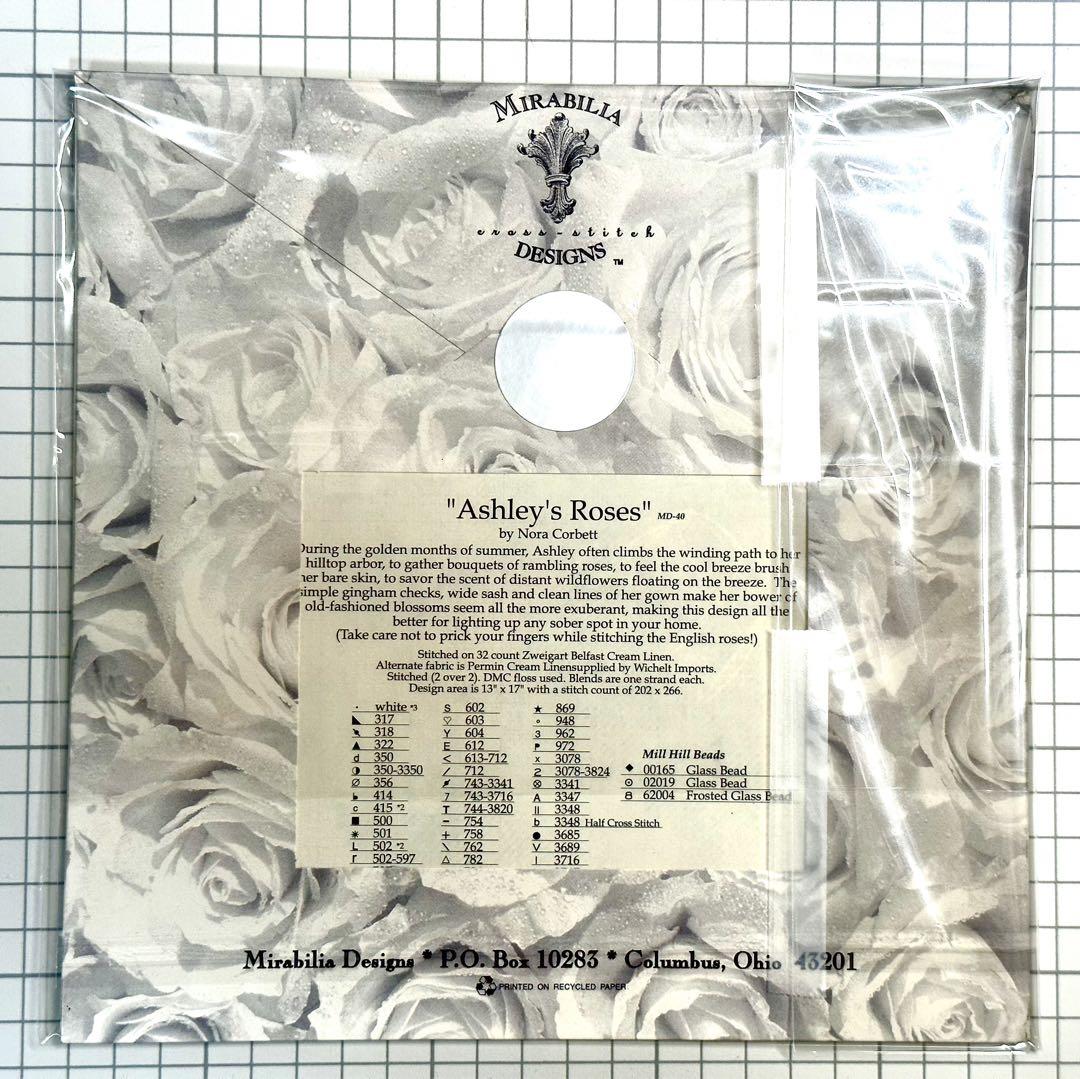 MIRABILIA
cross-stitch
DESIGNS ™
"Ashley's Roses" MD-40
by Nora Corbett
During the golden months of summer, Ashley often climbs the winding path to her
hilltop arbor, to gather bouquets of rambling roses, to feel the cool breeze brush
her bare skin, to savor the scent of distant wildflowers floating on the breeze. The
simple gingham checks, wide sash and clean lines of her gown make her bower of
old-fashioned blossoms seem all the more exuberant, making this design all the
better for lighting up any sober spot in your home.
(Take care not to prick your fingers while stitching the English roses!)
Stitched on 32 count Zweigart Belfast Cream Linen.
Alternate fabric is Permin Cream Linensupplied by Wichelt Imports.
Stitched (2 over 2). DMC floss used. Blends are one strand each.
Design area is 13" x 17" with a stitch count of 202 x 266.
· white *3
317
318
▲ 322
d 350
◑ 350-3350
Ø 356
414
c 415 *2
■ 500
✳ 501
L 502 *2
r 502-597
S 602
♡ 603
Y 604
E 612
< 613-712
/ 712
743-3341
7 743-3716
T 744-3820
− 754
+ 758
\ 762
△ 782
★ 869
° 948
3 962
P 972
x 3078
2 3078-3824
⊗ 3341
A 3347
|| 3348
b 3348 Half Cross Stitch
● 3685
V 3689
| 3716
Mill Hill Beads
◆ 00165 Glass Bead
⊙ 02019 Glass Bead
8 62004 Frosted Glass Bead
Mirabilia Designs * P.O. Box 10283 * Columbus, Ohio 43201
PRINTED ON RECYCLED PAPER